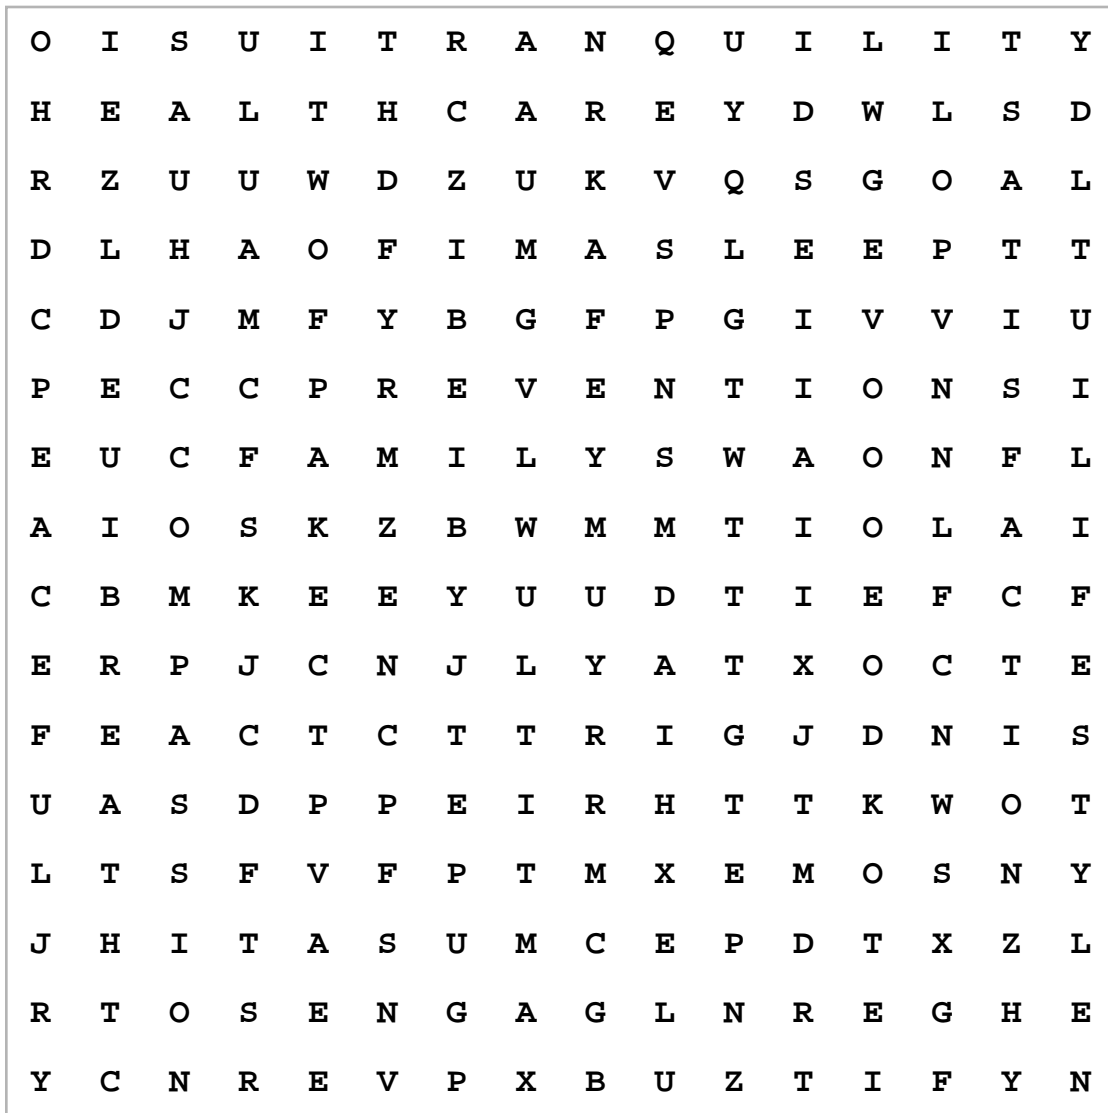 O I S U I T R A N Q U I L I T Y
H E A L T H C A R E Y D W L S D
R Z U U W D Z U K V Q S G O A L
D L H A O F I M A S L E E P T T
C D J M F Y B G F P G I V V I U
P E C C P R E V E N T I O N S I
E U C F A M I L Y S W A O N F L
A I O S K Z B W M M T I O L A I
C B M K E E Y U U D T I E F C F
E R P J C N J L Y A T X O C T E
F E A C T C T T R I G J D N I S
U A S D P P E I R H T T K W O T
L T S F V F P T M X E M O S N Y
J H I T A S U M C E P D T X Z L
R T O S E N G A G L N R E G H E
Y C N R E V P X B U Z T I F Y N